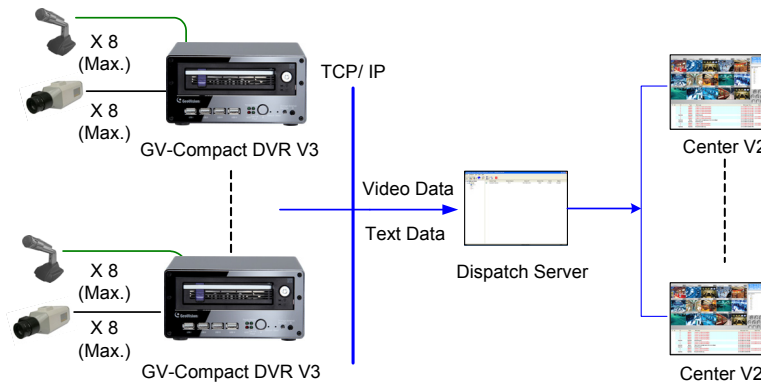 X 8
(Max.)
X 8
(Max.)
GV-Compact DVR V3
TCP/ IP
Video Data
Text Data
Dispatch Server
Center V2
X 8
(Max.)
X 8
(Max.)
GV-Compact DVR V3
Center V2